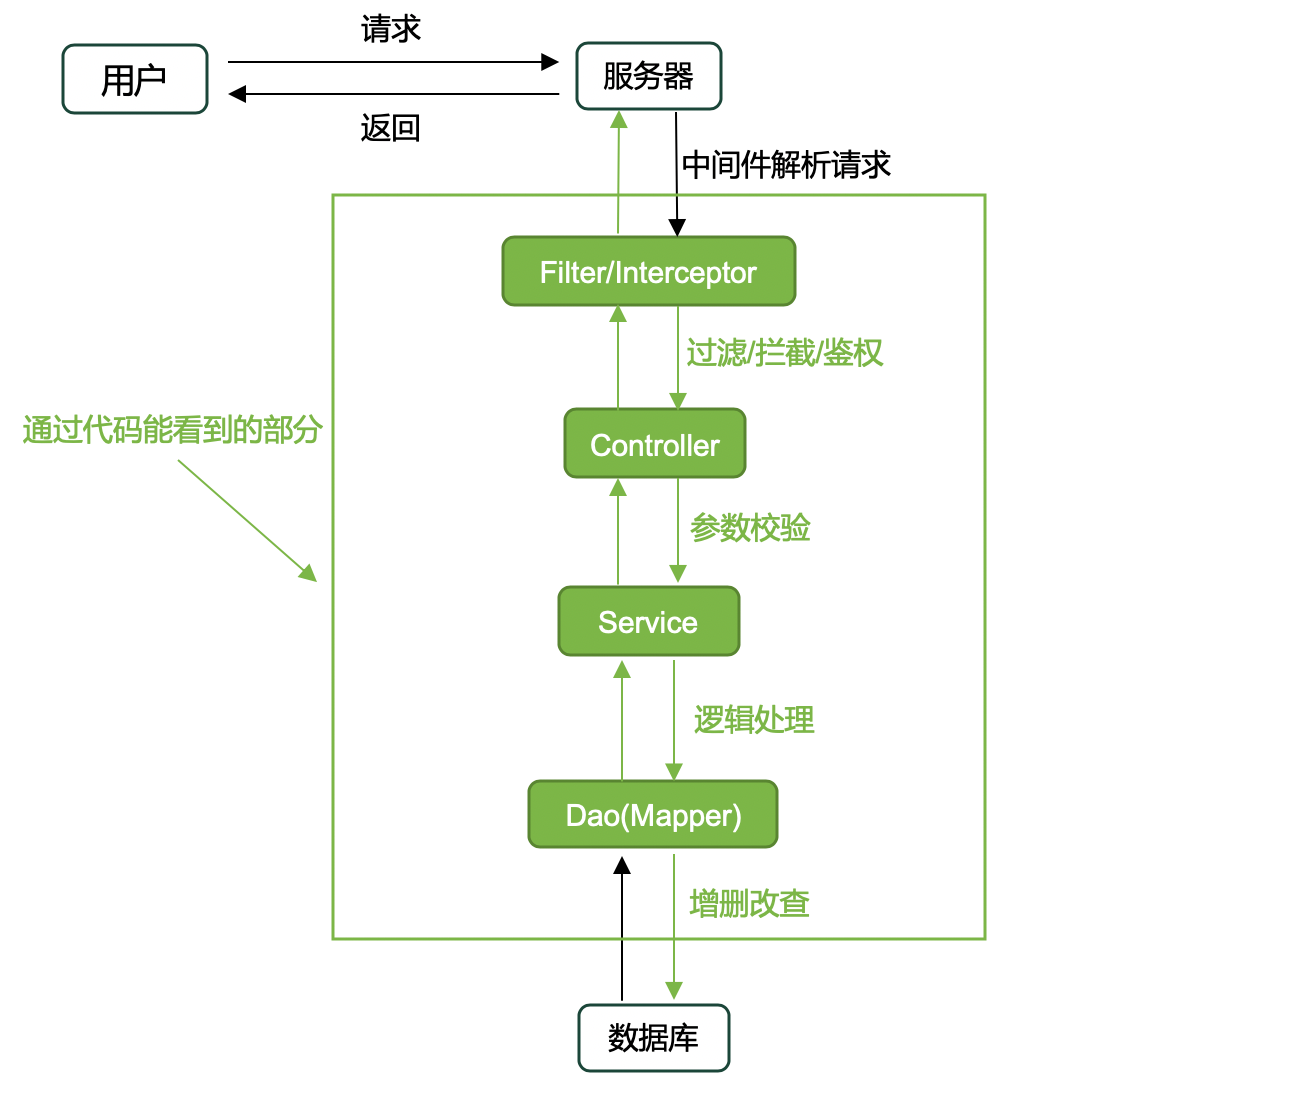 请求
用户
服务器
返回
中间件解析请求
Filter/Interceptor
过滤/拦截/鉴权
通过代码能看到的部分
Controller
参数校验
Service
逻辑处理
Dao(Mapper)
增删改查
数据库